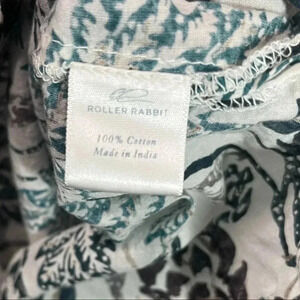 ROLLER RABBIT
100% Cotton
Made in India